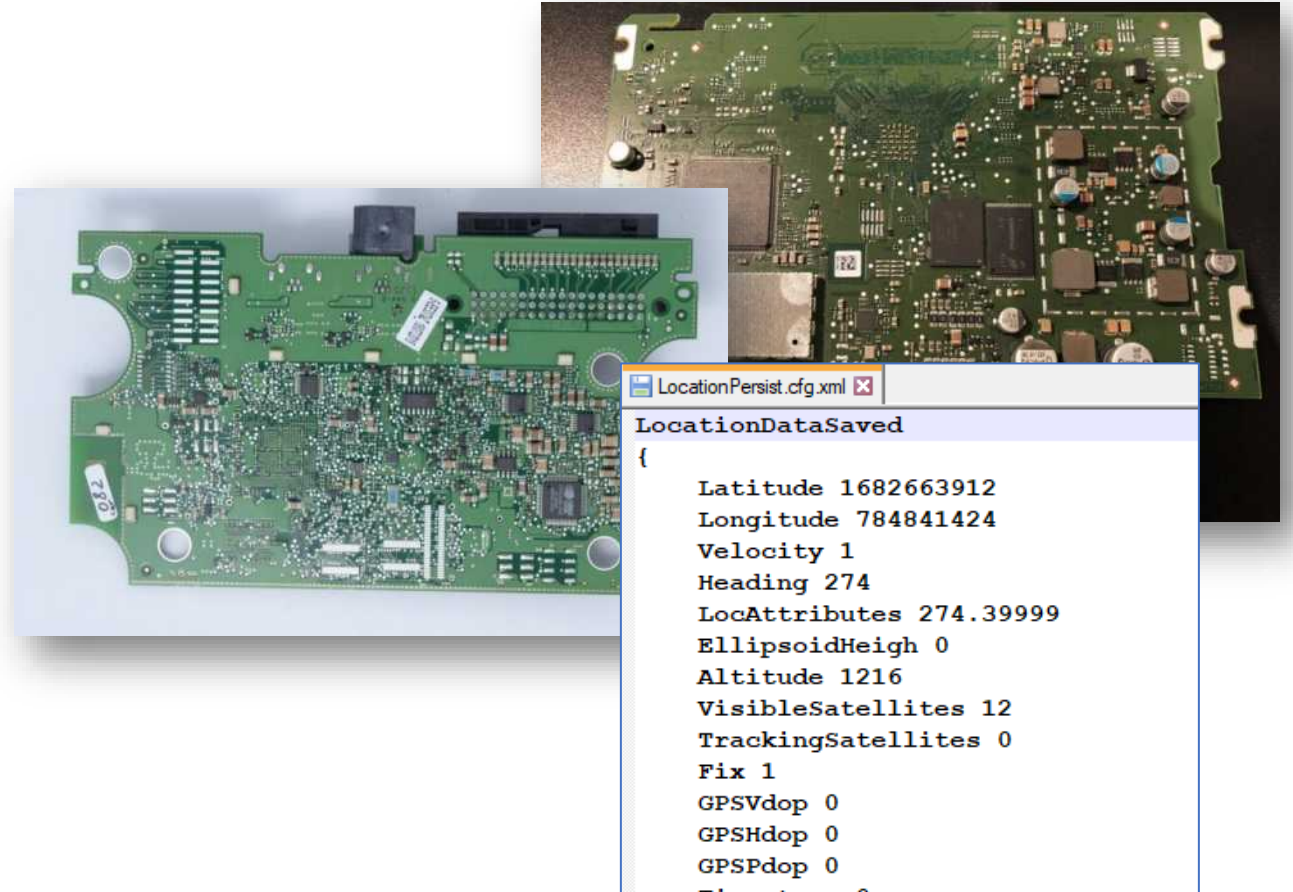 LocationPersist.cfg.xml
LocationDataSaved
{
Latitude 1682663912
Longitude 784841424
Velocity 1
Heading 274
LocAttributes 274.39999
EllipsoidHeigh 0
Altitude 1216
VisibleSatellites 12
TrackingSatellites 0
Fix 1
GPSVdop 0
GPSHdop 0
GPSPdop 0
082